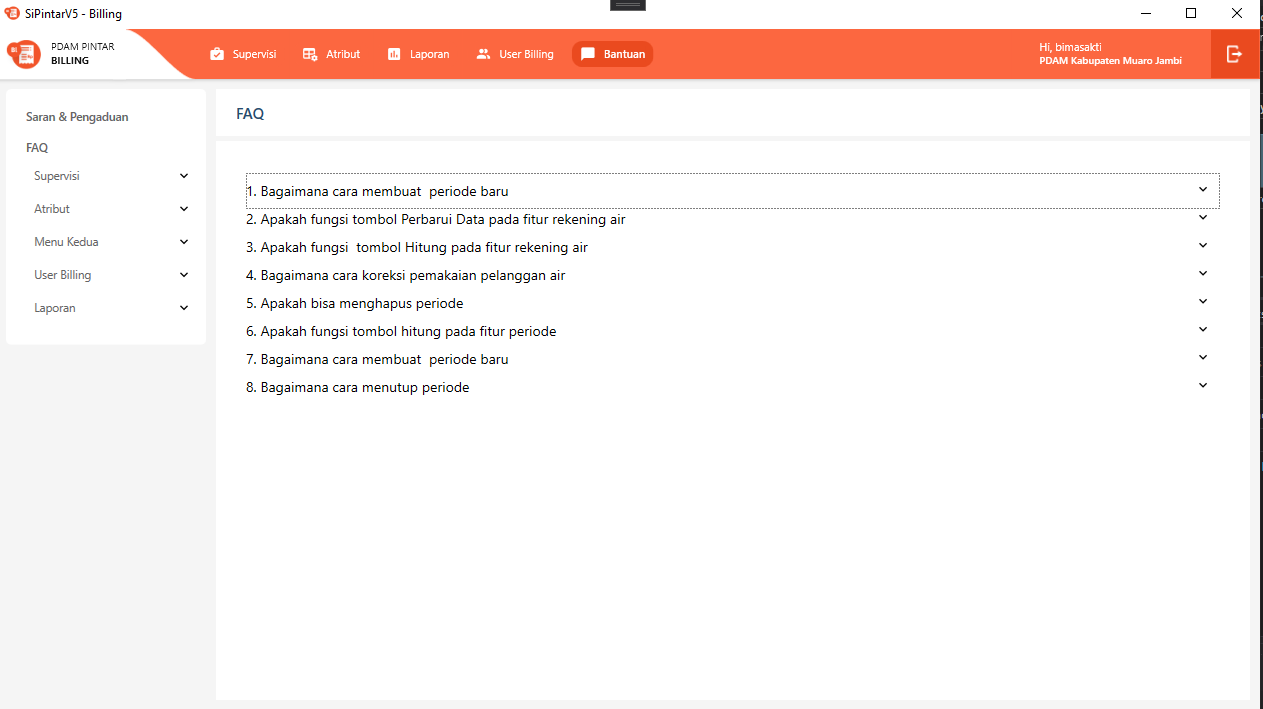 SiPintarV5 - Billing
PDAM PINTAR
BILLING
Supervisi
Atribut
Laporan
User Billing
Bantuan
Hi, bimasakti
PDAM Kabupaten Muaro Jambi
Saran & Pengaduan
FAQ
Supervisi
Atribut
Menu Kedua
User Billing
Laporan
FAQ
1. Bagaimana cara membuat  periode baru
2. Apakah fungsi tombol Perbarui Data pada fitur rekening air
3. Apakah fungsi  tombol Hitung pada fitur rekening air
4. Bagaimana cara koreksi pemakaian pelanggan air
5. Apakah bisa menghapus periode
6. Apakah fungsi tombol hitung pada fitur periode
7. Bagaimana cara membuat  periode baru
8. Bagaimana cara menutup periode